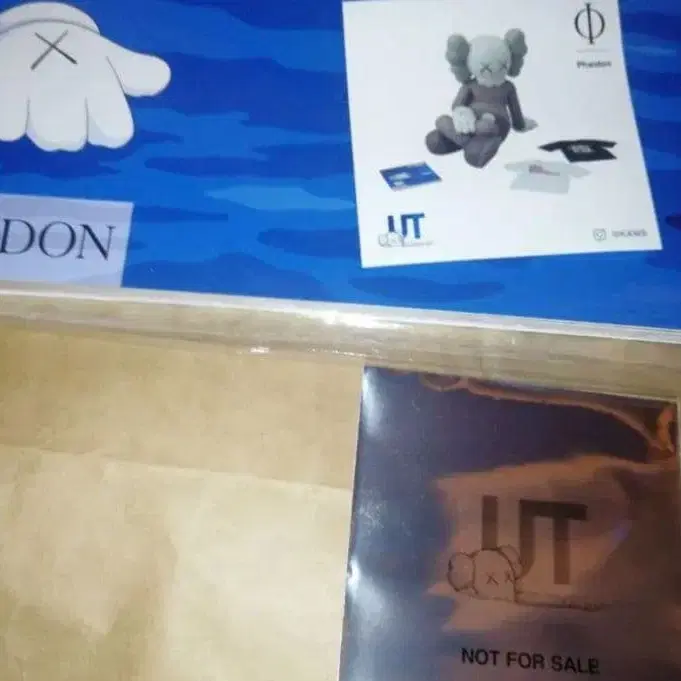 Phaidon
UT
@KAWS
DON
UT
NOT FOR SALE